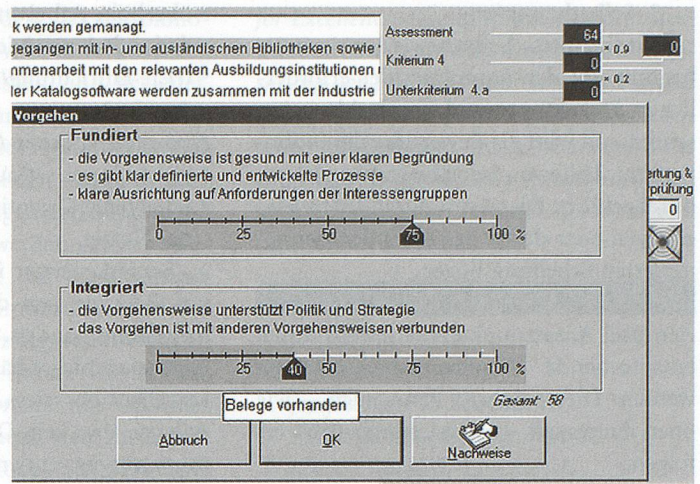 k werden gemanagt.
gegangen mit in- und ausländischen Bibliotheken sowie
nmenarbeit mit den relevanten Ausbildungsinstitutionen
ler Katalogsoftware werden zusammen mit der Industrie
Assessment 64 × 0.9 0
Kriterium 4 0
× 0.2
Unterkriterium 4.a 0
Vorgehen
Fundiert
- die Vorgehensweise ist gesund mit einer klaren Begründung
- es gibt klar definierte und entwickelte Prozesse
- klare Ausrichtung auf Anforderungen der Interessengruppen
0 25 50 75 100 %
ertung &
rprüfung
0
Integriert
- die Vorgehensweise unterstützt Politik und Strategie
- das Vorgehen ist mit anderen Vorgehensweisen verbunden
0 25 40 50 75 100 %
Belege vorhanden
Gesamt: 58
Abbruch
OK
Nachweise